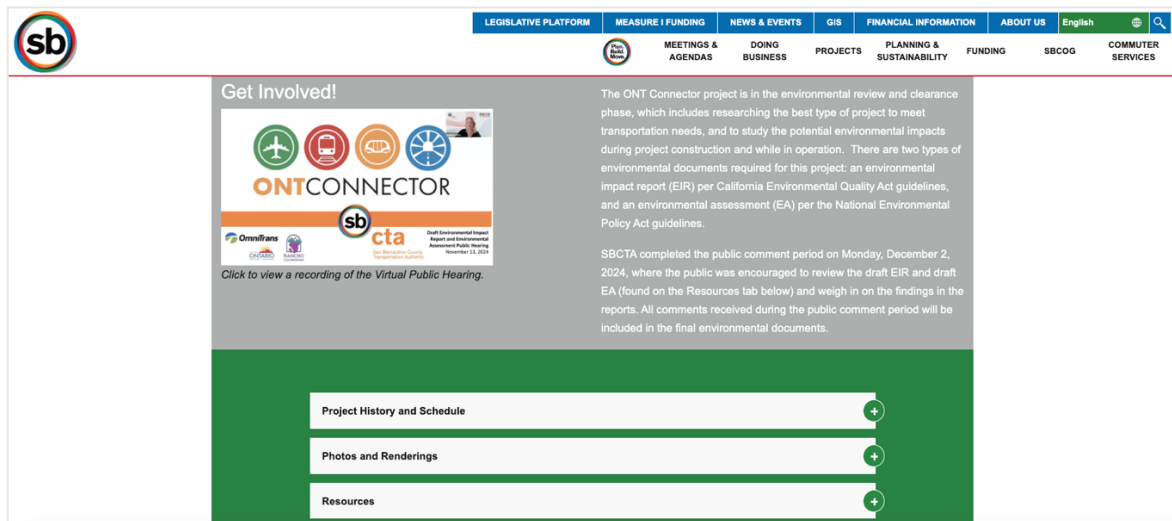 LEGISLATIVE PLATFORM
MEASURE I FUNDING
NEWS & EVENTS
GIS
FINANCIAL INFORMATION
ABOUT US
English
sb
Plan.
Build.
Move.
MEETINGS &
AGENDAS
DOING
BUSINESS
PROJECTS
PLANNING &
SUSTAINABILITY
FUNDING
SBCOG
COMMUTER
SERVICES
Get Involved!
ONTCONNECTOR
sb
OmniTrans
ONTARIO
RANCHO
CUCAMONGA
cta
San Bernardino County
Transportation Authority
Draft Environmental Impact
Report and Environmental
Assessment Public Hearing
November 13, 2024
Click to view a recording of the Virtual Public Hearing.
The ONT Connector project is in the environmental review and clearance
phase, which includes researching the best type of project to meet
transportation needs, and to study the potential environmental impacts
during project construction and while in operation.  There are two types of
environmental documents required for this project: an environmental
impact report (EIR) per California Environmental Quality Act guidelines,
and an environmental assessment (EA) per the National Environmental
Policy Act guidelines.
SBCTA completed the public comment period on Monday, December 2,
2024, where the public was encouraged to review the draft EIR and draft
EA (found on the Resources tab below) and weigh in on the findings in the
reports. All comments received during the public comment period will be
included in the final environmental documents.
Project History and Schedule
+
Photos and Renderings
+
Resources
+